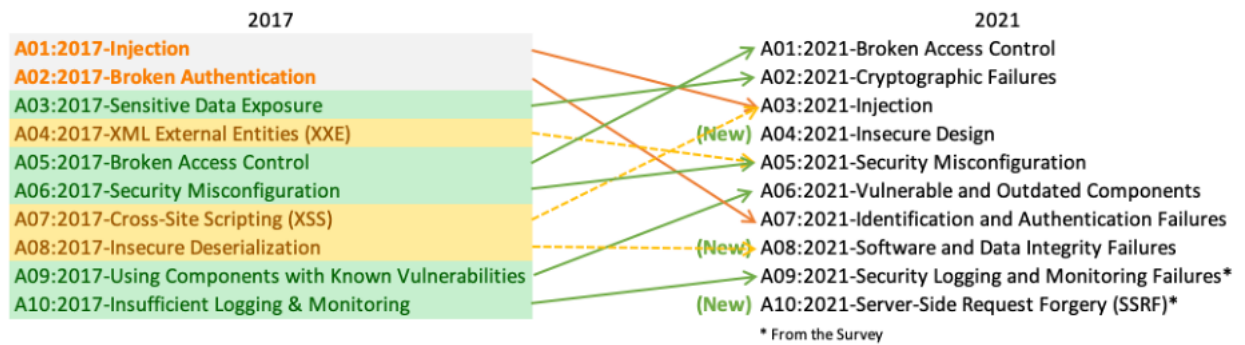 2017
2021
A01:2017-Injection
A01:2021-Broken Access Control
A02:2017-Broken Authentication
A02:2021-Cryptographic Failures
A03:2017-Sensitive Data Exposure
A03:2021-Injection
A04:2017-XML External Entities (XXE)
(New) A04:2021-Insecure Design
A05:2017-Broken Access Control
A05:2021-Security Misconfiguration
A06:2017-Security Misconfiguration
A06:2021-Vulnerable and Outdated Components
A07:2017-Cross-Site Scripting (XSS)
A07:2021-Identification and Authentication Failures
A08:2017-Insecure Deserialization
(New) A08:2021-Software and Data Integrity Failures
A09:2017-Using Components with Known Vulnerabilities
A09:2021-Security Logging and Monitoring Failures*
A10:2017-Insufficient Logging & Monitoring
(New) A10:2021-Server-Side Request Forgery (SSRF)*
* From the Survey